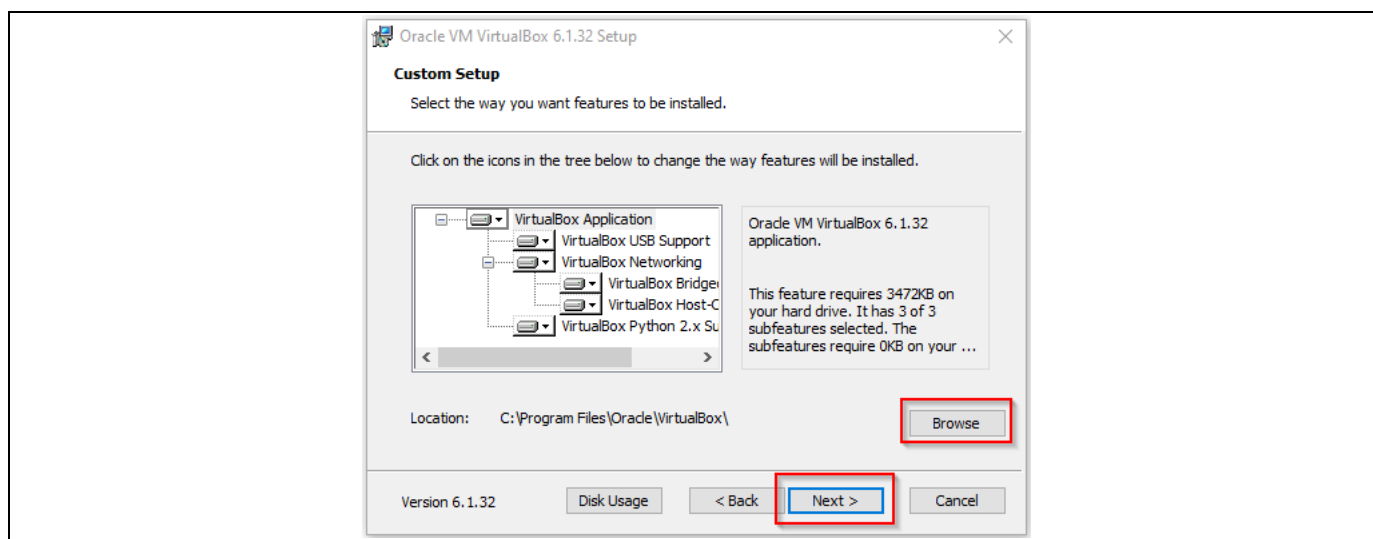 Oracle VM VirtualBox 6.1.32 Setup
Custom Setup
Select the way you want features to be installed.
Click on the icons in the tree below to change the way features will be installed.
VirtualBox Application
VirtualBox USB Support
VirtualBox Networking
VirtualBox Bridge
VirtualBox Host-C
VirtualBox Python 2.x Su
Oracle VM VirtualBox 6.1.32
application.
This feature requires 3472KB on
your hard drive. It has 3 of 3
subfeatures selected. The
subfeatures require 0KB on your ...
Location: C:\Program Files\Oracle\VirtualBox\
Browse
Version 6.1.32
Disk Usage
< Back
Next >
Cancel